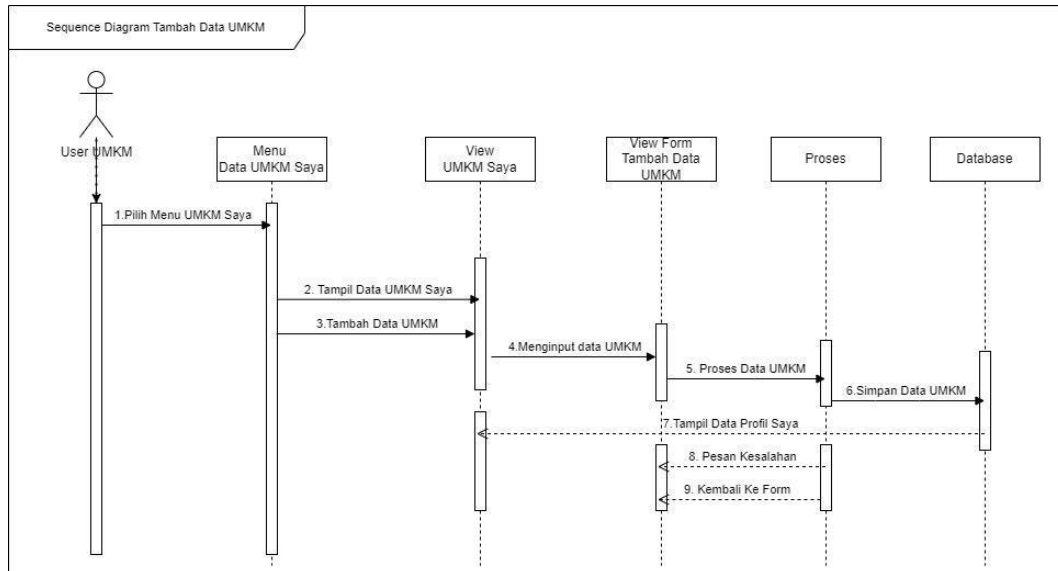 Sequence Diagram Tambah Data UMKM
User UMKM
Menu
Data UMKM Saya
View
UMKM Saya
View Form
Tambah Data
UMKM
Proses
Database
1.Pilih Menu UMKM Saya
2. Tampil Data UMKM Saya
3.Tambah Data UMKM
4.Menginput data UMKM
5. Proses Data UMKM
6.Simpan Data UMKM
7.Tampil Data Profil Saya
8. Pesan Kesalahan
9. Kembali Ke Form